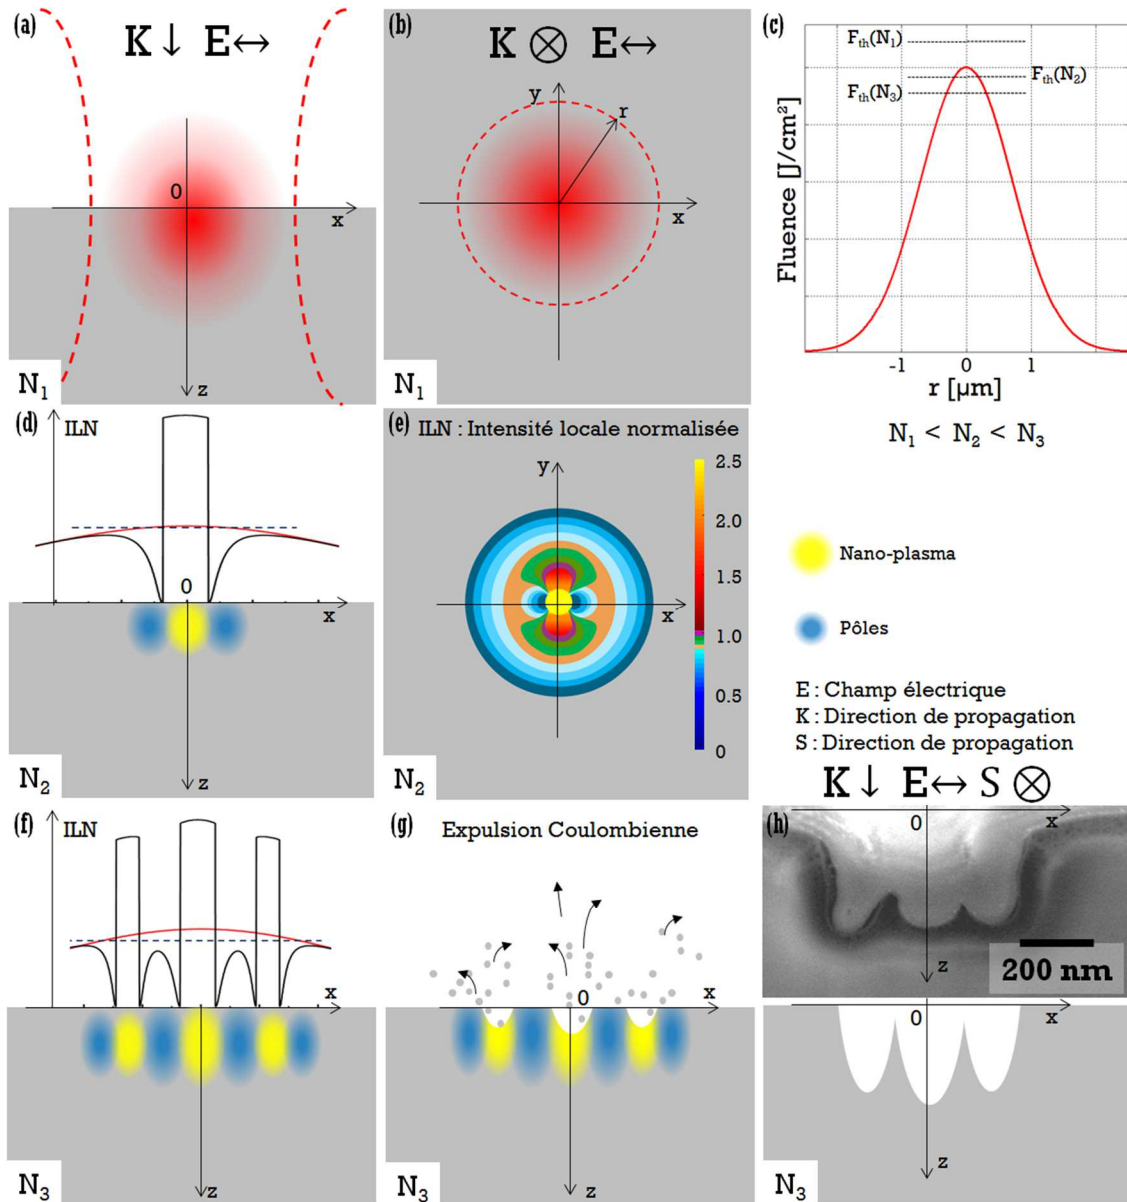 (a)
K ↓ E ↔
0
x
z
N₁
(b)
K ⊗ E ↔
y
r
x
N₁
(c)
Fₜₕ(N₁)
Fₜₕ(N₂)
Fₜₕ(N₃)
Fluence [J/cm²]
-1 0 1
r [µm]
N₁ < N₂ < N₃
(d)
ILN
0
x
z
N₂
(e) ILN : Intensité locale normalisée
y
x
2.5
2.0
1.5
1.0
0.5
0
N₂
Nano-plasma
Pôles
E : Champ électrique
K : Direction de propagation
S : Direction de propagation
K ↓ E ↔ S ⊗
(f)
ILN
x
z
N₃
(g) Expulsion Coulombienne
0
x
z
N₃
(h)
0
x
z
200 nm
0
x
z
N₃